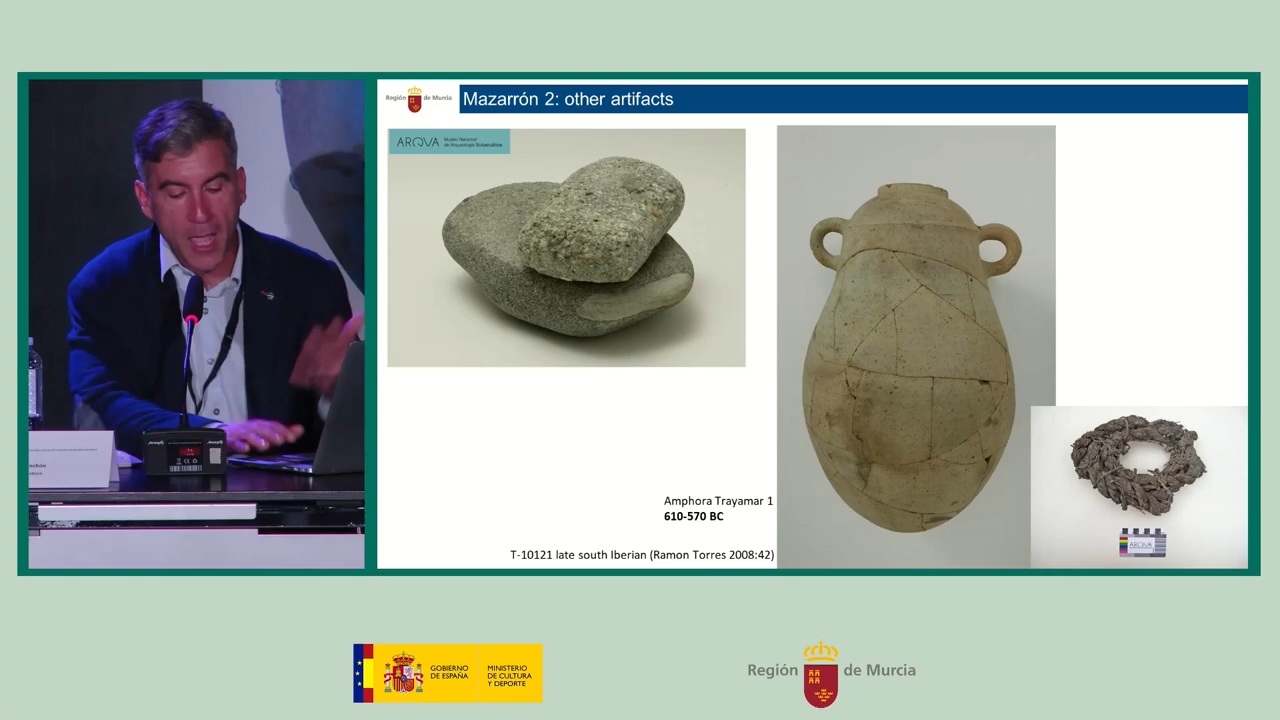 Región de Murcia
Mazarrón 2: other artifacts
ARQVA Museo Nacional
de Arqueología Subacuática
Amphora Trayamar 1
610-570 BC
T-10121 late south Iberian (Ramon Torres 2008:42)
ARQVA
GOBIERNO
DE ESPAÑA
MINISTERIO
DE CULTURA
Y DEPORTE
Región de Murcia